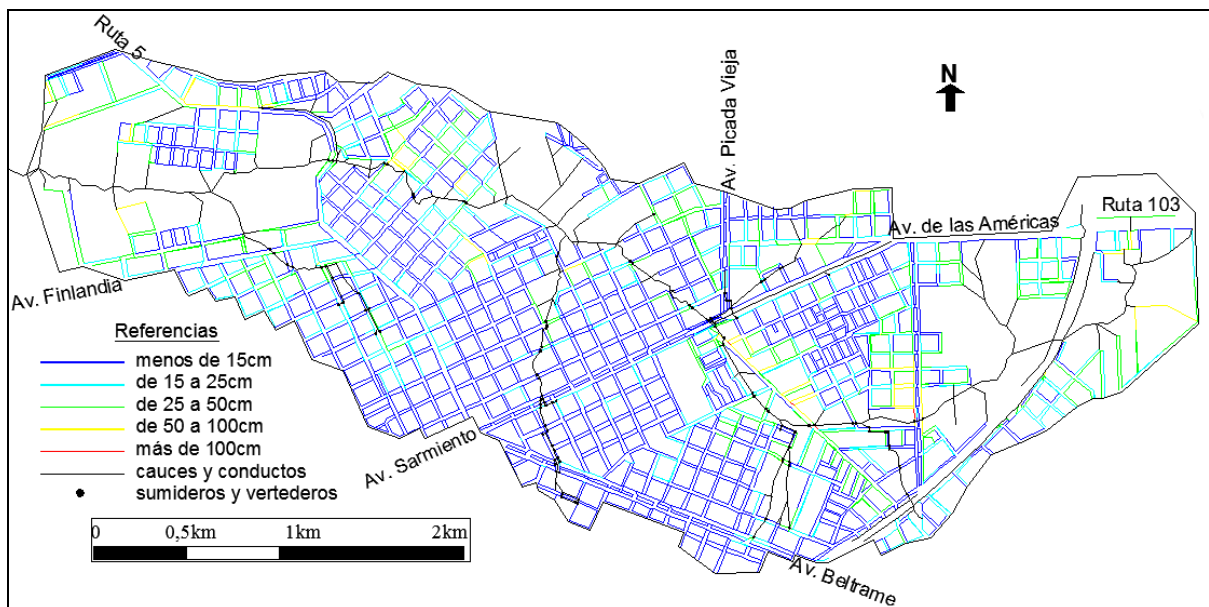 Ruta 5
N
Av. Picada Vieja
Ruta 103
Av. de las Américas
Av. Finlandia
Referencias
menos de 15cm
de 15 a 25cm
de 25 a 50cm
de 50 a 100cm
más de 100cm
cauces y conductos
sumideros y vertederos
Av. Sarmiento
0 0,5km 1km 2km
Av. Beltrame